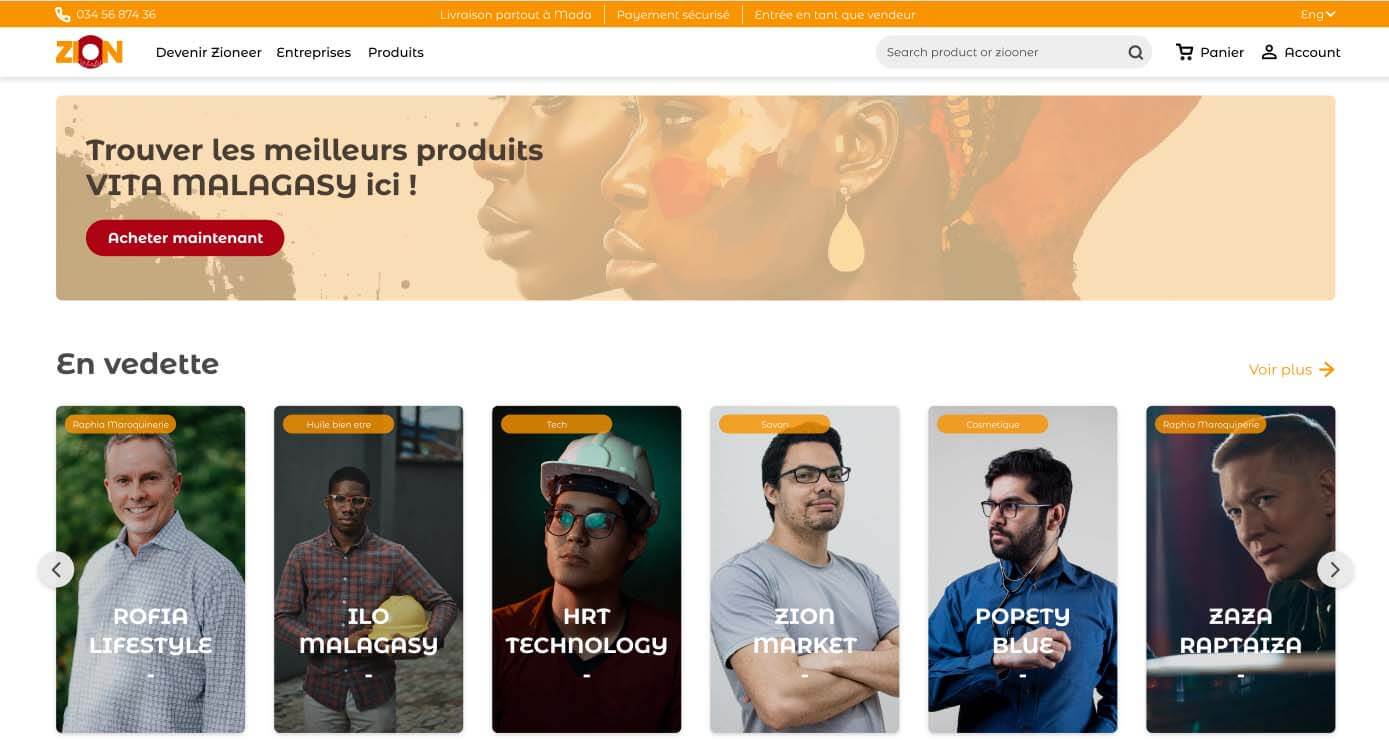 034 56 874 36
Livraison partout à Mada
Payement sécurisé
Entrée en tant que vendeur
Eng
ZION
Devenir Zioneer
Entreprises
Produits
Search product or ziooner
Panier
Account
Trouver les meilleurs produits
VITA MALAGASY ici !
Acheter maintenant
En vedette
Voir plus
Raphia Maroquinerie
Huile bien etre
Tech
Savon
Cosmetique
Raphia Maroquinerie
ROFIA
LIFESTYLE
-
ILO
MALAGASY
-
HRT
TECHNOLOGY
-
ZION
MARKET
-
POPETY
BLUE
-
ZAZA
RAPTAIZA
-